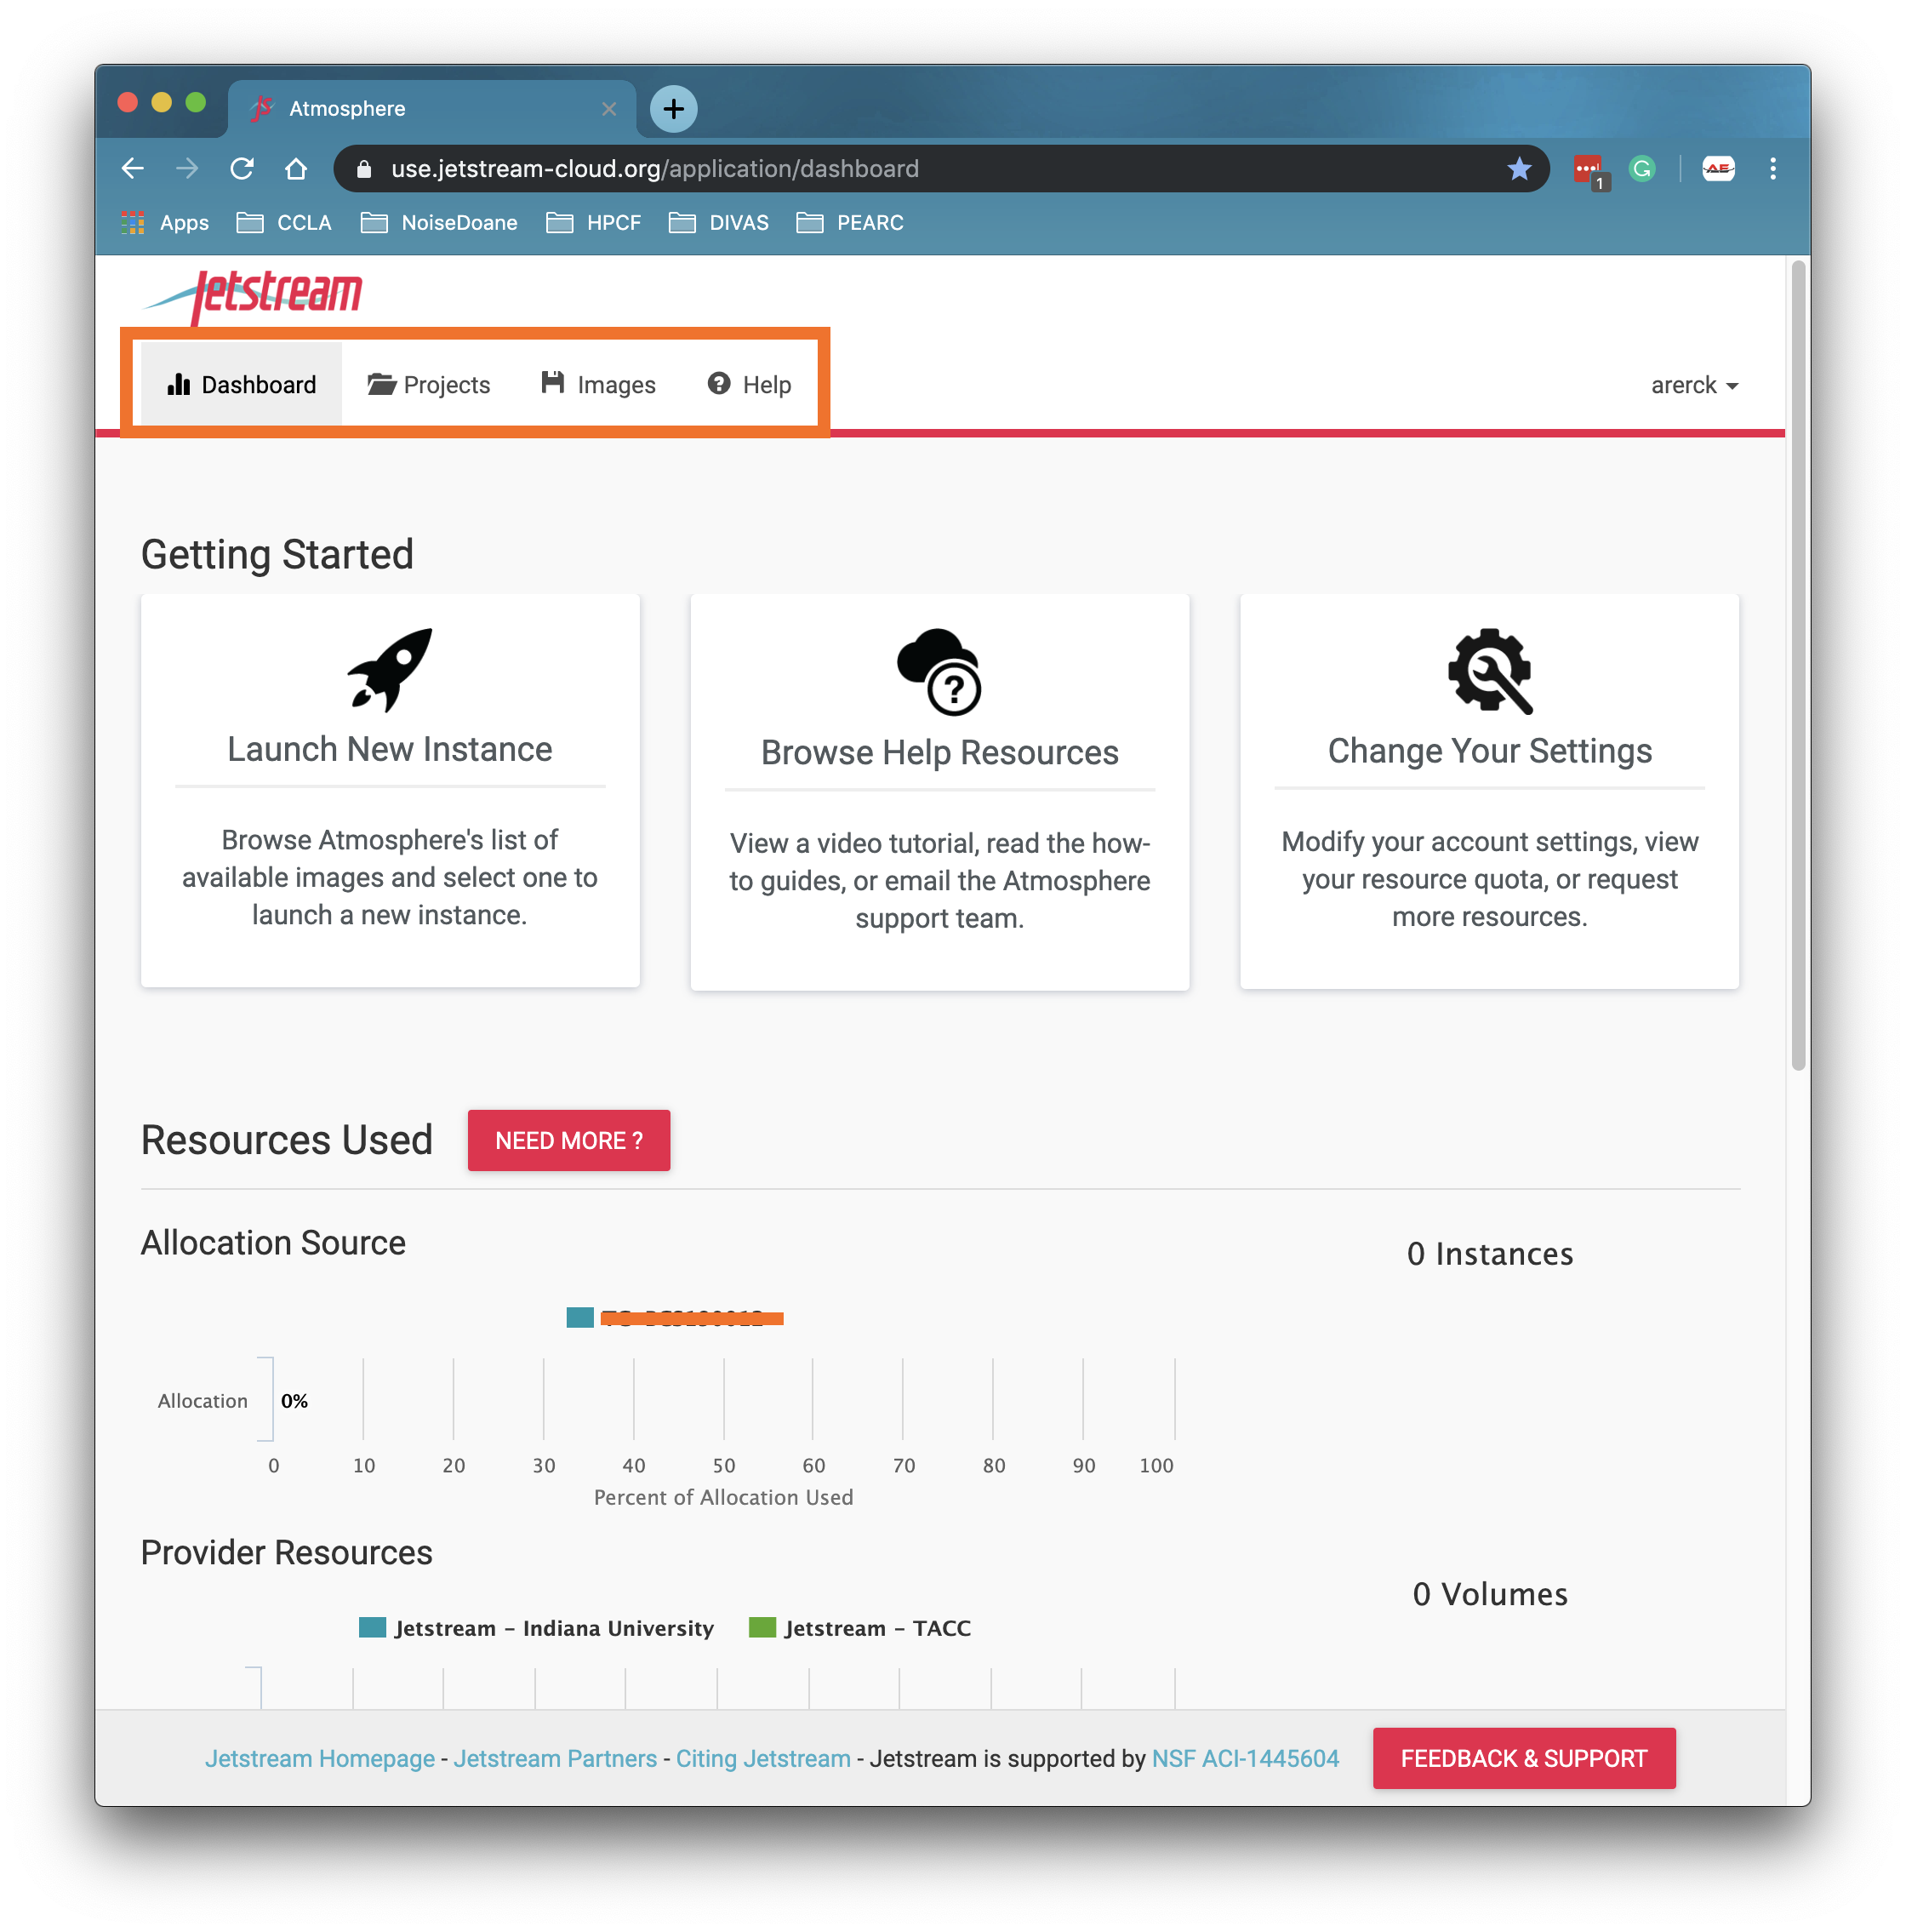 Atmosphere
use.jetstream-cloud.org/application/dashboard
1
Apps CCLA NoiseDoane HPCF DIVAS PEARC
Jetstream
Dashboard Projects Images Help
arerck
Getting Started
Launch New Instance
Browse Atmosphere's list of
available images and select one to
launch a new instance.
Browse Help Resources
View a video tutorial, read the how-
to guides, or email the Atmosphere
support team.
Change Your Settings
Modify your account settings, view
your resource quota, or request
more resources.
Resources Used NEED MORE ?
Allocation Source
0 Instances
Allocation 0%
0 10 20 30 40 50 60 70 80 90 100
Percent of Allocation Used
Provider Resources
0 Volumes
Jetstream – Indiana University Jetstream – TACC
Jetstream Homepage - Jetstream Partners - Citing Jetstream - Jetstream is supported by NSF ACI-1445604
FEEDBACK & SUPPORT